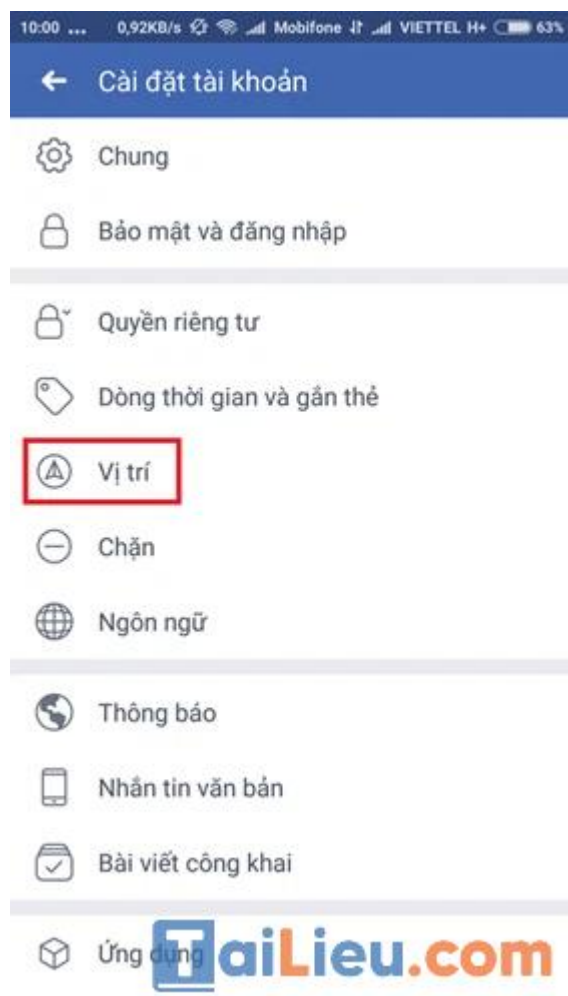 10:00 ... 0,92KB/s Mobifone VIETTEL H+ 63%
Cài đặt tài khoản
Chung
Bảo mật và đăng nhập
Quyền riêng tư
Dòng thời gian và gắn thẻ
Vị trí
Chặn
Ngôn ngữ
Thông báo
Nhắn tin văn bản
Bài viết công khai
Ứng dụng
TaiLieu.com